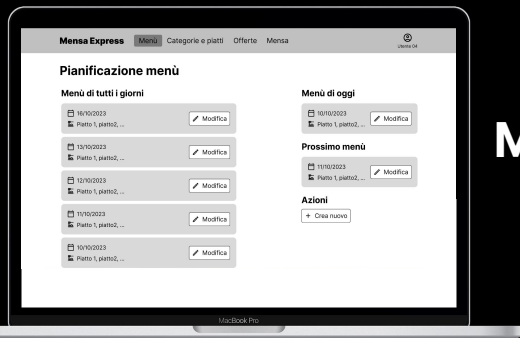 Mensa Express Menù Categorie e piatti Offerte Mensa
Utente 04
Pianificazione menù
Menù di tutti i giorni
16/10/2023
Piatto 1, piatto2, ...
Modifica
13/10/2023
Piatto 1, piatto2, ...
Modifica
12/10/2023
Piatto 1, piatto2, ...
Modifica
11/10/2023
Piatto 1, piatto2, ...
Modifica
10/10/2023
Piatto 1, piatto2, ...
Modifica
Menù di oggi
10/10/2023
Piatto 1, piatto2, ...
Modifica
Prossimo menù
11/10/2023
Piatto 1, piatto2, ...
Modifica
Azioni
+ Crea nuovo
M
MacBook Pro